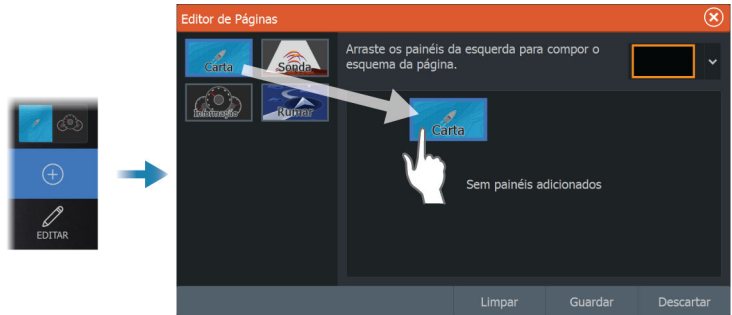 Editor de Páginas
Carta
Sonda
Informação
Rumar
Arraste os painéis da esquerda para compor o
esquema da página.
Carta
Sem painéis adicionados
EDITAR
Limpar
Guardar
Descartar